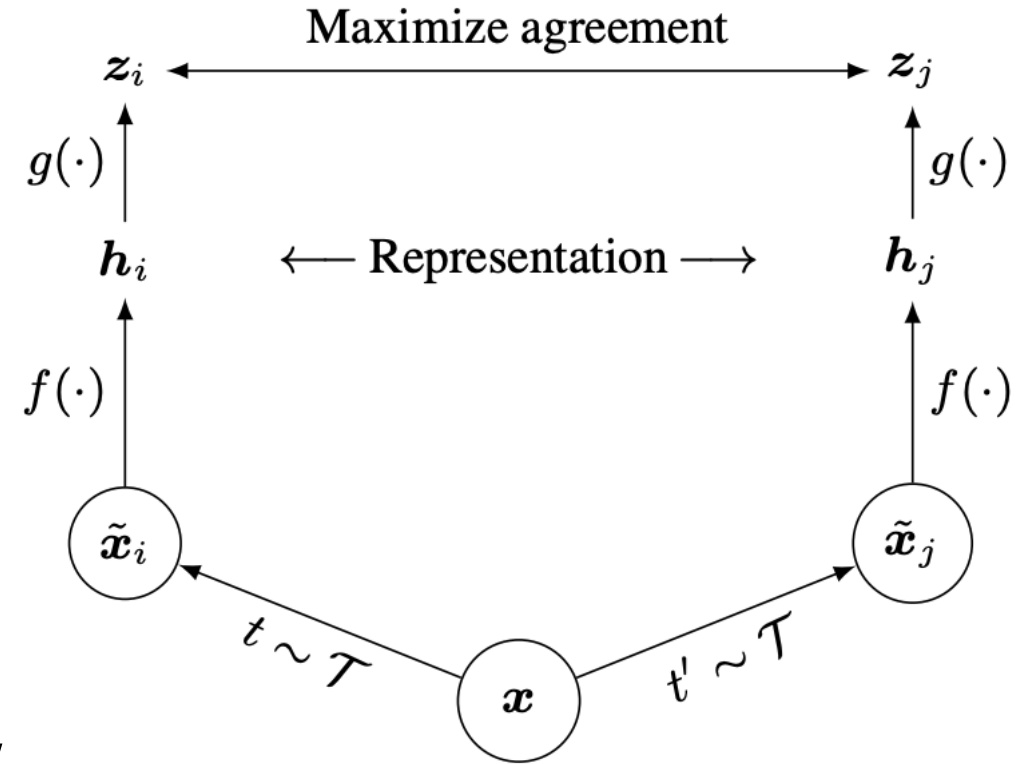 Maximize agreement
z_i z_j
g(·) g(·)
h_i ← Representation → h_j
f(·) f(·)
x̃_i x̃_j
t ~ 𝒯 t′ ~ 𝒯
x